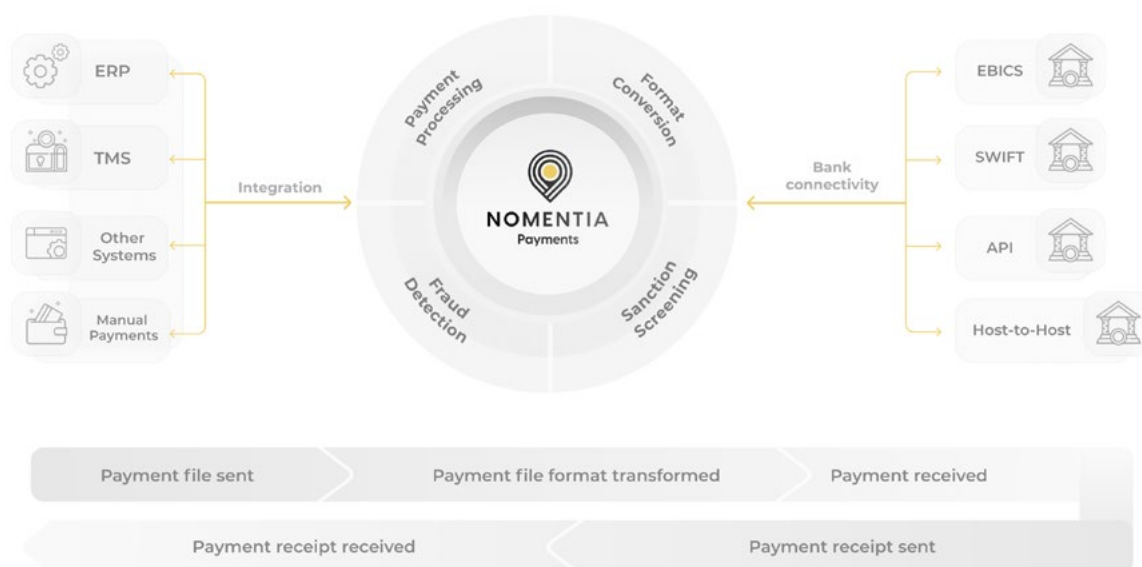 ERP
TMS
Other
Systems
Manual
Payments
Integration
Payment
Processing
Format
Conversion
Fraud
Detection
Sanction
Screening
NOMENTIA
Payments
Bank
connectivity
EBICS
SWIFT
API
Host-to-Host
Payment file sent
Payment file format transformed
Payment received
Payment receipt received
Payment receipt sent